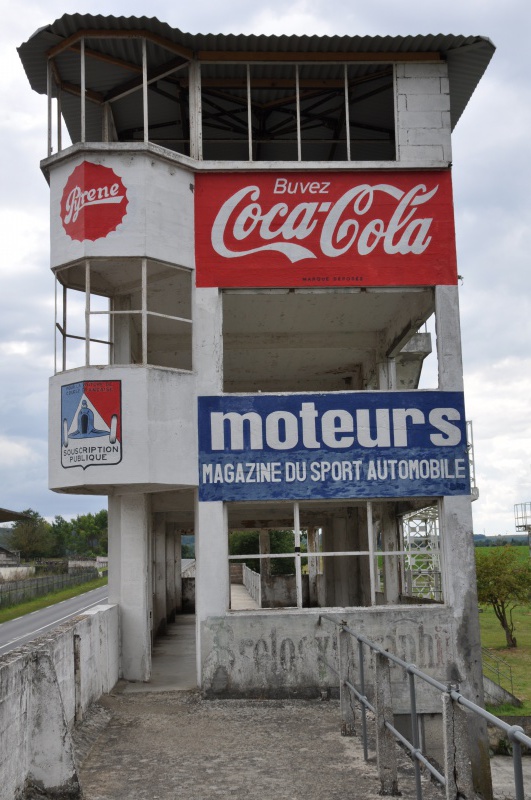 Pyrene
Buvez
Coca-Cola
MARQUE DÉPOSÉE
SOUSCRIPTION
PUBLIQUE
moteurs
MAGAZINE DU SPORT AUTOMOBILE